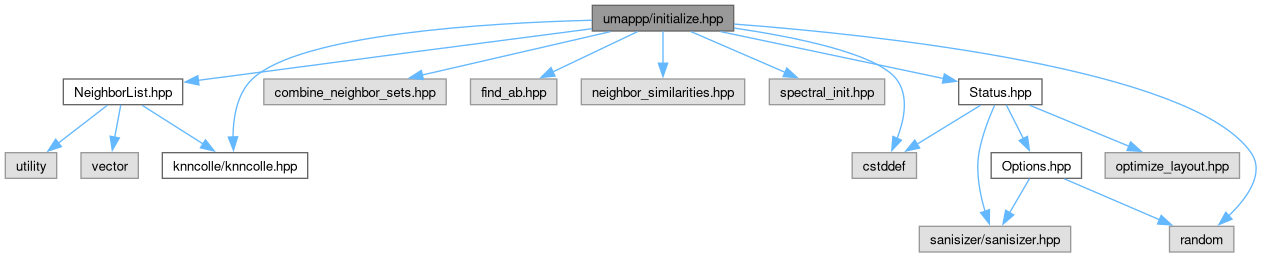 umappp/initialize.hpp
NeighborList.hpp
combine_neighbor_sets.hpp
find_ab.hpp
neighbor_similarities.hpp
spectral_init.hpp
Status.hpp
utility
vector
knncolle/knncolle.hpp
cstddef
Options.hpp
optimize_layout.hpp
sanisizer/sanisizer.hpp
random